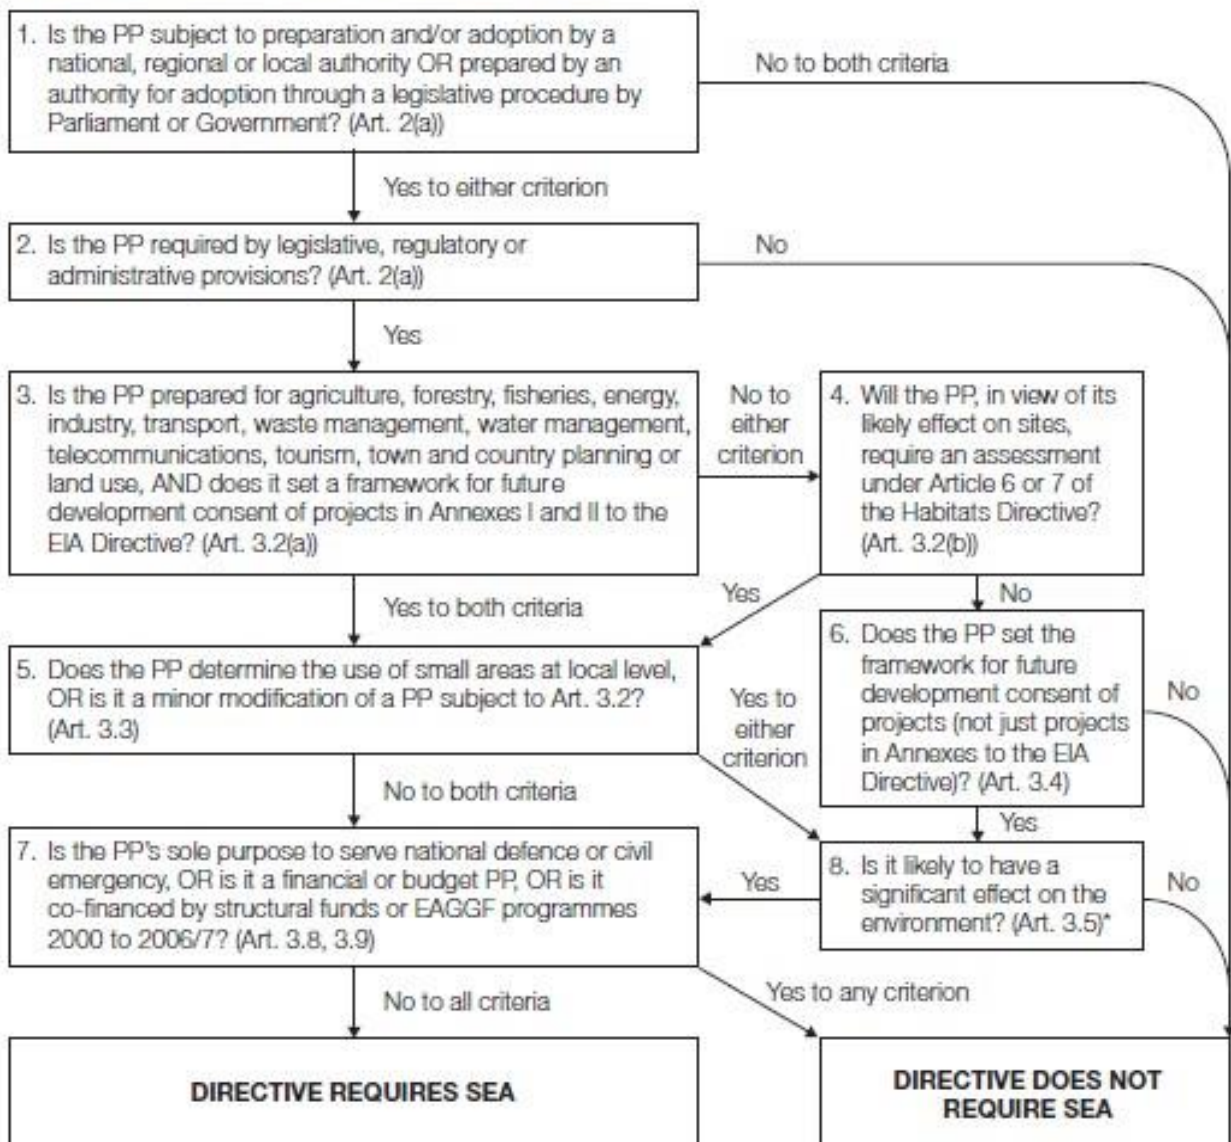 1. Is the PP subject to preparation and/or adoption by a
national, regional or local authority OR prepared by an
authority for adoption through a legislative procedure by
Parliament or Government? (Art. 2(a))
No to both criteria
Yes to either criterion
2. Is the PP required by legislative, regulatory or
administrative provisions? (Art. 2(a))
No
Yes
3. Is the PP prepared for agriculture, forestry, fisheries, energy,
industry, transport, waste management, water management,
telecommunications, tourism, town and country planning or
land use, AND does it set a framework for future
development consent of projects in Annexes I and II to the
EIA Directive? (Art. 3.2(a))
No to
either
criterion
4. Will the PP, in view of its
likely effect on sites,
require an assessment
under Article 6 or 7 of
the Habitats Directive?
(Art. 3.2(b))
Yes to both criteria
Yes
No
5. Does the PP determine the use of small areas at local level,
OR is it a minor modification of a PP subject to Art. 3.2?
(Art. 3.3)
Yes to
either
criterion
6. Does the PP set the
framework for future
development consent of
projects (not just projects
in Annexes to the EIA
Directive)? (Art. 3.4)
No
No to both criteria
Yes
7. Is the PP's sole purpose to serve national defence or civil
emergency, OR is it a financial or budget PP, OR is it
co-financed by structural funds or EAGGF programmes
2000 to 2006/7? (Art. 3.8, 3.9)
Yes
8. Is it likely to have a
significant effect on the
environment? (Art. 3.5)*
No
No to all criteria
Yes to any criterion
DIRECTIVE REQUIRES SEA
DIRECTIVE DOES NOT
REQUIRE SEA